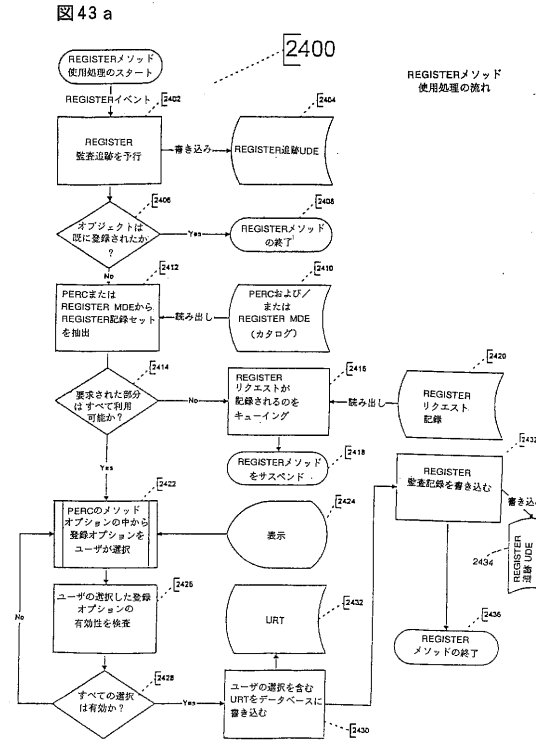 図43a
2400
REGISTERメソッド
使用処理のスタート
REGISTERメソッド
使用処理の流れ
REGISTERイベント
2402
2404
REGISTER
監査追跡を予行
書き込み
REGISTER追跡UDE
2406
オブジェクトは
既に登録されたか
?
Yes
2408
REGISTERメソッド
の終了
No
2412
PERCまたは
REGISTER MDEから
REGISTER記録セット
を抽出
読み出し
2410
PERCおよび/
または
REGISTER MDE
(カタログ)
2414
要求された部分
は すべて利用
可能か?
No
2416
REGISTER
リクエストが
記録されるのを
キューイング
読み出し
2420
REGISTER
リクエスト
記録
2418
REGISTERメソッド
をサスペンド
Yes
2422
PERCのメソッド
オプションの中から
登録オプションを
ユーザが選択
2424
表示
REGISTER
監査記録を書き込む
書き込み
2434
REGISTER
追跡 UDE
2436
REGISTER
メソッドの終了
ユーザの選択した登録
オプションの
有効性を検査
No
2432
URT
2428
すべての選択
は有効か?
Yes
ユーザの選択を含む
URTをデータベースに
書き込む
2430